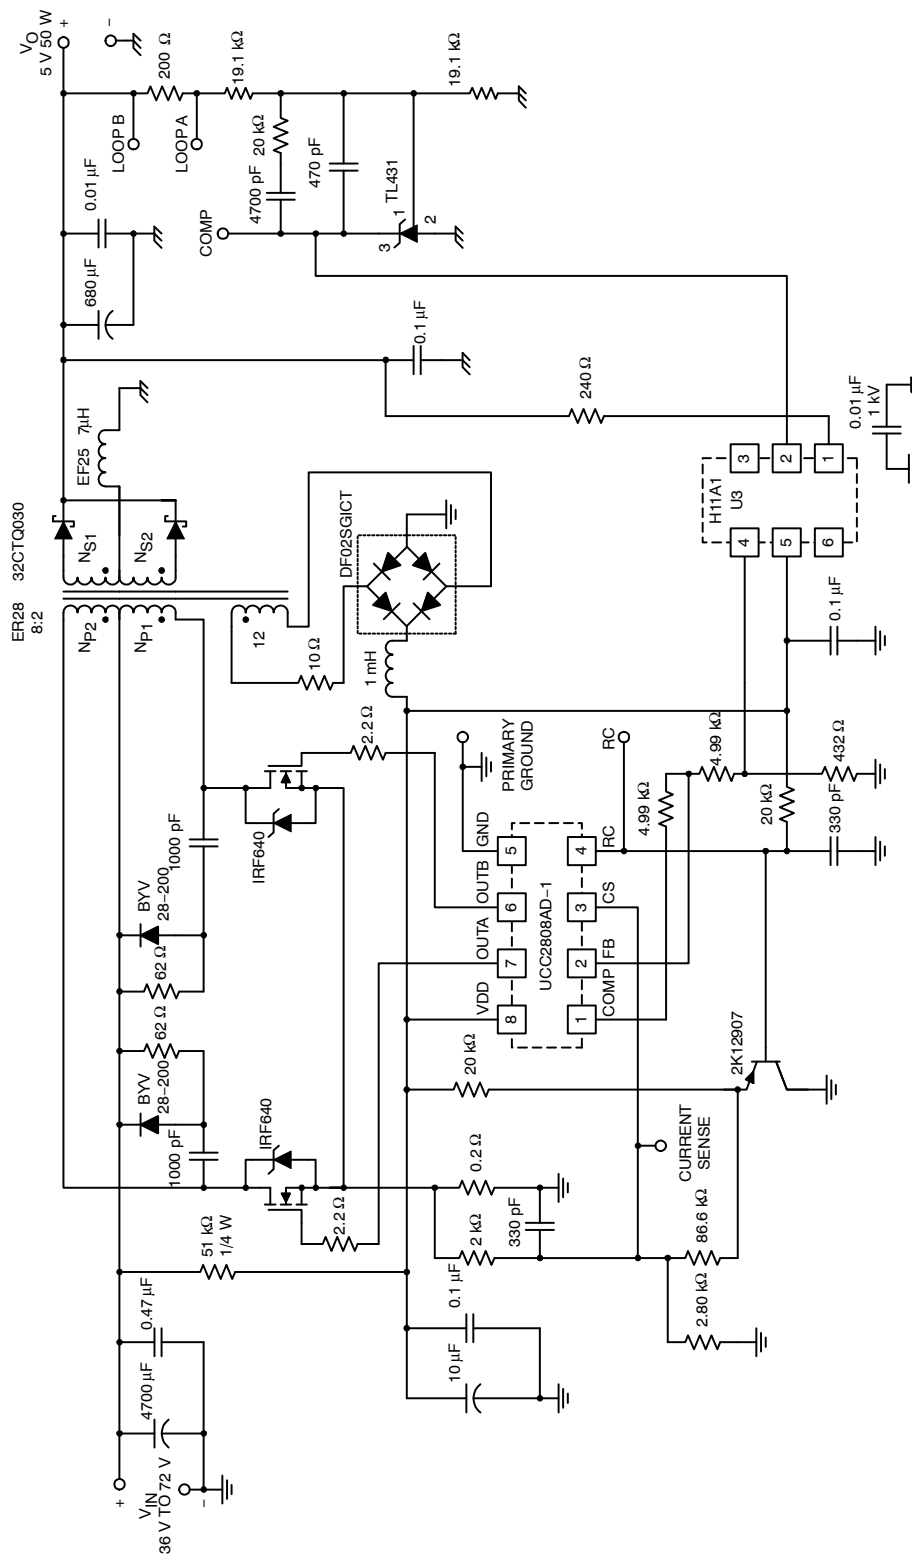 VIN
36 V TO 72 V
+
−
4700 µF
0.47 µF
51 kΩ
1/4 W
BYV
28−200
62 Ω
1000 pF
62 Ω
BYV
28−200
1000 pF
IRF640
2.2 Ω
IRF640
2.2 Ω
ER28
8:2
NP2
NP1
NS1
NS2
12
32CTQ030
EF25 7µH
680 µF
0.01 µF
VO
5 V 50 W
+
−
LOOP B
200 Ω
LOOP A
19.1 kΩ
20 kΩ
4700 pF
470 pF
19.1 kΩ
COMP
TL431
1
2
3
0.1 µF
240 Ω
10 Ω
DF02SGICT
1 mH
10 µF
0.1 µF
2 kΩ
0.2 Ω
330 pF
20 kΩ
VDD
OUTA
OUTB
GND
8
7
6
5
UCC2808AD−1
1
2
3
4
COMP
FB
CS
RC
PRIMARY
GROUND
RC
4.99 kΩ
4.99 kΩ
432 Ω
20 kΩ
330 pF
0.1 µF
H11A1
U3
4
5
6
3
2
1
0.01 µF
1 kV
CURRENT
SENSE
2.80 kΩ
86.6 kΩ
2K12907